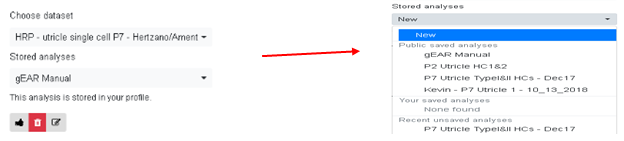 Choose dataset
HRP - utricle single cell P7 - Hertzano/Ament
Stored analyses
gEAR Manual
This analysis is stored in your profile.
Stored analyses
New
New
Public saved analyses
gEAR Manual
P2 Utricle HC1&2
P7 Utricle TypeI&II HCs - Dec17
Kevin - P7 Utricle 1 - 10_13_2018
Your saved analyses
None found
Recent unsaved analyses
P7 Utricle TypeI&II HCs - Dec17